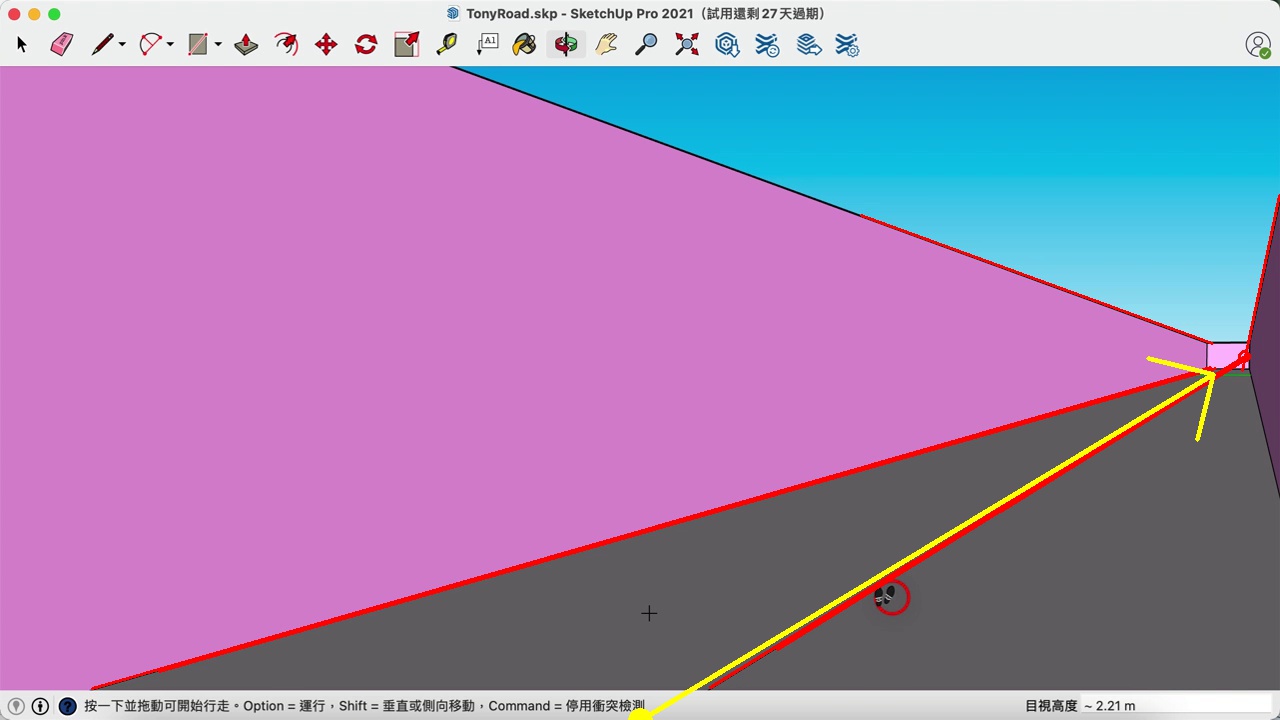 TonyRoad.skp - SketchUp Pro 2021（試用還剩 27 天過期）
A1
按一下並拖動可開始行走。Option = 運行，Shift = 垂直或側向移動，Command = 停用衝突檢測
目視高度 ~ 2.21 m